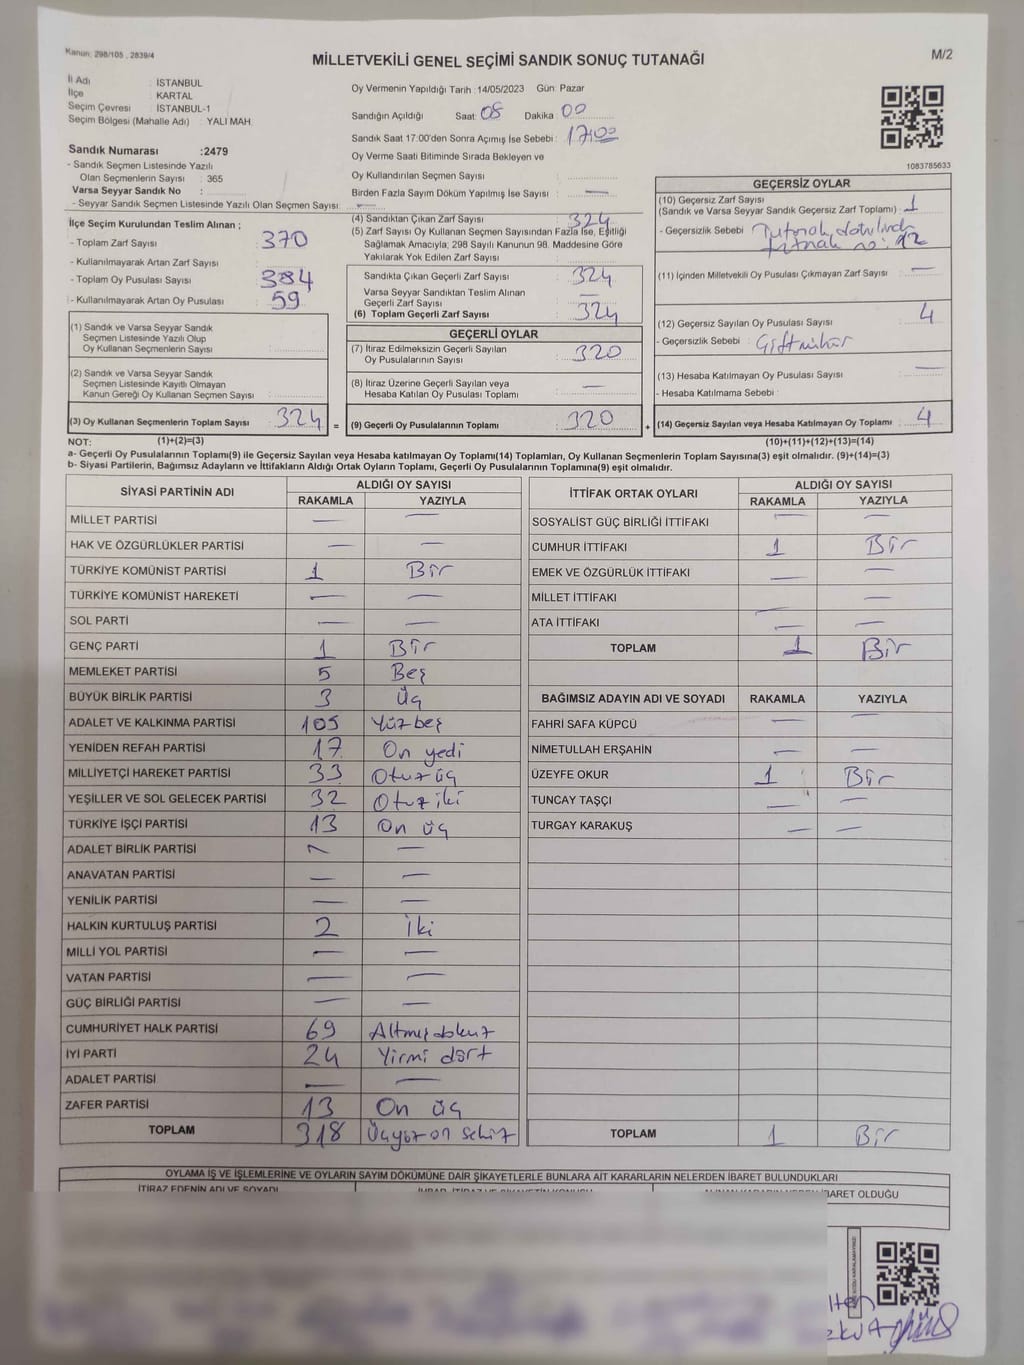 Kanun: 298/105 , 2839/4
M/2
MİLLETVEKİLİ GENEL SEÇİMİ SANDIK SONUÇ TUTANAĞI
İl Adı : İSTANBUL
İlçe : KARTAL
Seçim Çevresi : İSTANBUL-1
Seçim Bölgesi (Mahalle Adı) : YALI MAH.
Sandık Numarası :2479
- Sandık Seçmen Listesinde Yazılı
Olan Seçmenlerin Sayısı : 365
Varsa Seyyar Sandık No :
- Seyyar Sandık Seçmen Listesinde Yazılı Olan Seçmen Sayısı: —
Oy Vermenin Yapıldığı Tarih :14/05/2023 Gün: Pazar
Sandığın Açıldığı Saat: 08 Dakika : 00
Sandık Saat 17:00'den Sonra Açımış İse Sebebi : 17:00
Oy Verme Saati Bitiminde Sırada Bekleyen ve
Oy Kullandırılan Seçmen Sayısı :
Birden Fazla Sayım Döküm Yapılmış İse Sayısı : —
1083785633
İlçe Seçim Kurulundan Teslim Alınan ;
- Toplam Zarf Sayısı : 370
- Kullanılmayarak Artan Zarf Sayısı :
- Toplam Oy Pusulası Sayısı : 384
- Kullanılmayarak Artan Oy Pusulası : 59
(1) Sandık ve Varsa Seyyar Sandık
Seçmen Listesinde Yazılı Olup
Oy Kullanan Seçmenlerin Sayısı :
(2) Sandık ve Varsa Seyyar Sandık
Seçmen Listesinde Kayıtlı Olmayan
Kanun Gereği Oy Kullanan Seçmen Sayısı :
(3) Oy Kullanan Seçmenlerin Toplam Sayısı : 324 =
(4) Sandıktan Çıkan Zarf Sayısı : 324
(5) Zarf Sayısı Oy Kullanan Seçmen Sayısından Fazla İse, Eşitliği
Sağlamak Amacıyla; 298 Sayılı Kanunun 98. Maddesine Göre
Yakılarak Yok Edilen Zarf Sayısı :
Sandıkta Çıkan Geçerli Zarf Sayısı : 324
Varsa Seyyar Sandıktan Teslim Alınan
Geçerli Zarf Sayısı : —
(6) Toplam Geçerli Zarf Sayısı : 324
GEÇERLİ OYLAR
(7) İtiraz Edilmeksizin Geçerli Sayılan
Oy Pusulalarının Sayısı : 320
(8) İtiraz Üzerine Geçerli Sayılan veya
Hesaba Katılan Oy Pusulası Toplamı : —
(9) Geçerli Oy Pusulalarının Toplamı : 320 +
GEÇERSİZ OYLAR
(10) Geçersiz Zarf Sayısı
(Sandık ve Varsa Seyyar Sandık Geçersiz Zarf Toplamı) : 1
- Geçersizlik Sebebi : Tutanak
no: 12
(11) İçinden Milletvekili Oy Pusulası Çıkmayan Zarf Sayısı : —
(12) Geçersiz Sayılan Oy Pusulası Sayısı : 4
- Geçersizlik Sebebi : Çift mühür
(13) Hesaba Katılmayan Oy Pusulası Sayısı : —
- Hesaba Katılmama Sebebi :
(14) Geçersiz Sayılan veya Hesaba Katılmayan Oy Toplamı : 4
NOT: (1)+(2)=(3) (10)+(11)+(12)+(13)=(14)
a- Geçerli Oy Pusulalarının Toplamı(9) ile Geçersiz Sayılan veya Hesaba katılmayan Oy Toplamı(14) Toplamları, Oy Kullanan Seçmenlerin Toplam Sayısına(3) eşit olmalıdır. (9)+(14)=(3)
b- Siyasi Partilerin, Bağımsız Adayların ve İttifakların Aldığı Ortak Oyların Toplamı, Geçerli Oy Pusulalarının Toplamına(9) eşit olmalıdır.
SİYASİ PARTİNİN ADI ALDIĞI OY SAYISI
RAKAMLA YAZIYLA
MİLLET PARTİSİ — —
HAK VE ÖZGÜRLÜKLER PARTİSİ — —
TÜRKİYE KOMÜNİST PARTİSİ 1 Bir
TÜRKİYE KOMÜNİST HAREKETİ — —
SOL PARTİ — —
GENÇ PARTİ 1 Bir
MEMLEKET PARTİSİ 5 Beş
BÜYÜK BİRLİK PARTİSİ 3 üç
ADALET VE KALKINMA PARTİSİ 105 Yüz beş
YENİDEN REFAH PARTİSİ 17 On yedi
MİLLİYETÇİ HAREKET PARTİSİ 33 Otuz üç
YEŞİLLER VE SOL GELECEK PARTİSİ 32 Otuz iki
TÜRKİYE İŞÇİ PARTİSİ 13 On üç
ADALET BİRLİK PARTİSİ — —
ANAVATAN PARTİSİ — —
YENİLİK PARTİSİ — —
HALKIN KURTULUŞ PARTİSİ 2 İki
MİLLİ YOL PARTİSİ — —
VATAN PARTİSİ — —
GÜÇ BİRLİĞİ PARTİSİ — —
CUMHURİYET HALK PARTİSİ 69 Altmışdokuz
İYİ PARTİ 24 Yirmi dört
ADALET PARTİSİ — —
ZAFER PARTİSİ 13 On üç
TOPLAM 318 Üçyüz on sekiz
İTTİFAK ORTAK OYLARI ALDIĞI OY SAYISI
RAKAMLA YAZIYLA
SOSYALİST GÜÇ BİRLİĞİ İTTİFAKI — —
CUMHUR İTTİFAKI 1 Bir
EMEK VE ÖZGÜRLÜK İTTİFAKI — —
MİLLET İTTİFAKI —
ATA İTTİFAKI — —
TOPLAM 1 Bir
BAĞIMSIZ ADAYIN ADI VE SOYADI RAKAMLA YAZIYLA
FAHRİ SAFA KÜPCÜ — —
NİMETULLAH ERŞAHİN — —
ÜZEYFE OKUR 1 Bir
TUNCAY TAŞÇI — —
TURGAY KARAKUŞ — —
TOPLAM 1 Bir
OYLAMA İŞ VE İŞLEMLERİNE VE OYLARIN SAYIM DÖKÜMÜNE DAİR ŞİKAYETLERLE BUNLARA AİT KARARLARIN NELERDEN İBARET BULUNDUKLARI
İTİRAZ EDENİN ADI VE SOYADI
İBARET OLDUĞU